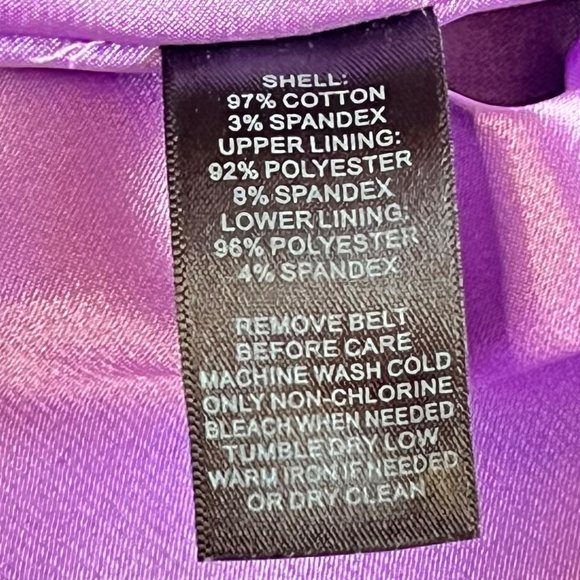 SHELL:
97% COTTON
3% SPANDEX
UPPER LINING:
92% POLYESTER
8% SPANDEX
LOWER LINING:
96% POLYESTER
4% SPANDEX
REMOVE BELT
BEFORE CARE
MACHINE WASH COLD
ONLY NON-CHLORINE
BLEACH WHEN NEEDED
TUMBLE DRY LOW
WARM IRON IF NEEDED
OR DRY CLEAN